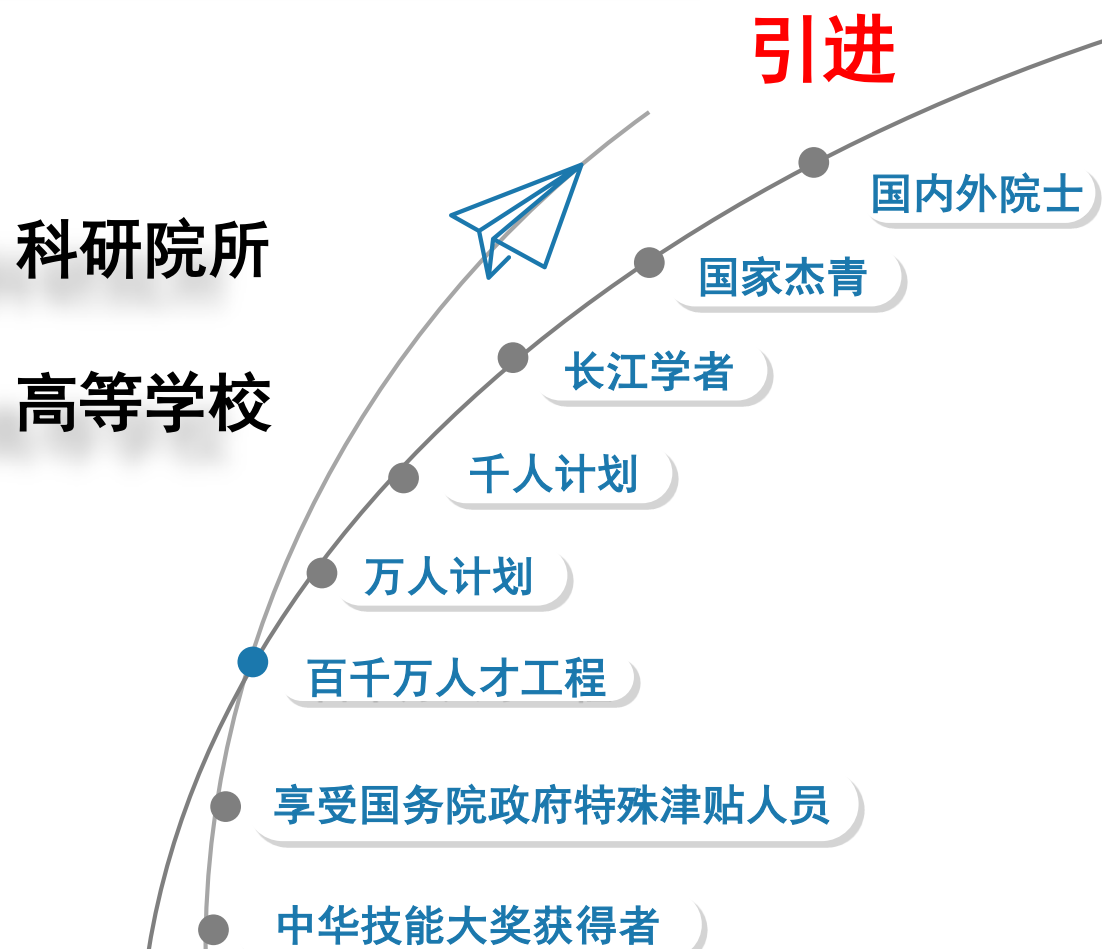 引进
科研院所
高等学校
国内外院士
国家杰青
长江学者
千人计划
万人计划
百千万人才工程
享受国务院政府特殊津贴人员
中华技能大奖获得者